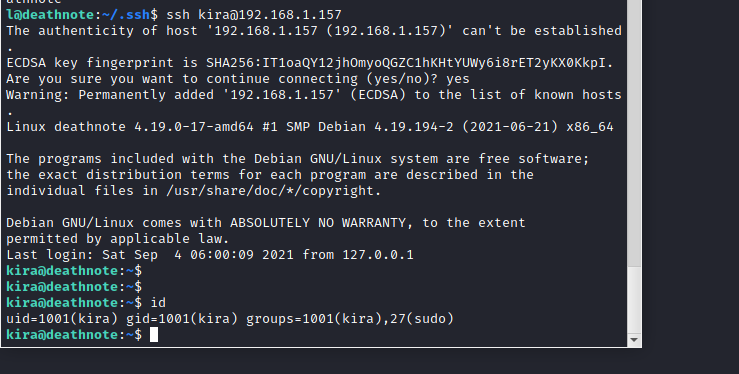 l@deathnote:~/.ssh$ ssh kira@192.168.1.157
The authenticity of host '192.168.1.157 (192.168.1.157)' can't be established
.
ECDSA key fingerprint is SHA256:IT1oaQY12jhOmyoQGZC1hKHtYUWy6i8rET2yKX0KkpI.
Are you sure you want to continue connecting (yes/no)? yes
Warning: Permanently added '192.168.1.157' (ECDSA) to the list of known hosts
.
Linux deathnote 4.19.0-17-amd64 #1 SMP Debian 4.19.194-2 (2021-06-21) x86_64

The programs included with the Debian GNU/Linux system are free software;
the exact distribution terms for each program are described in the
individual files in /usr/share/doc/*/copyright.

Debian GNU/Linux comes with ABSOLUTELY NO WARRANTY, to the extent
permitted by applicable law.
Last login: Sat Sep  4 06:00:09 2021 from 127.0.0.1
kira@deathnote:~$
kira@deathnote:~$
kira@deathnote:~$ id
uid=1001(kira) gid=1001(kira) groups=1001(kira),27(sudo)
kira@deathnote:~$